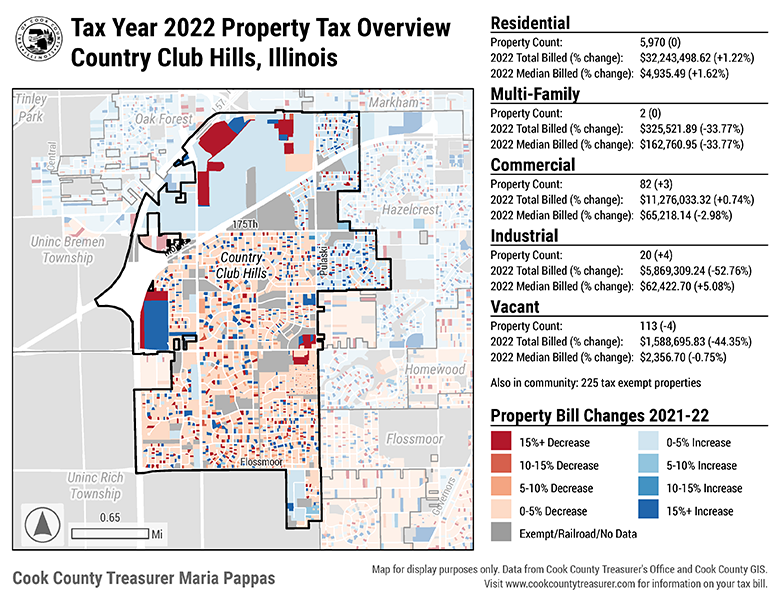 Tax Year 2022 Property Tax Overview
Country Club Hills, Illinois
Tinley
Park
Oak Forest
Markham
Central
Hazelcrest
175Th
Uninc Bremen
Township
Country
Club Hills
Pulaski
Homewood
Flossmoor
Flossmoor
Uninc Rich
Township
Governors
0.65
Mi
Cook County Treasurer Maria Pappas
Residential
Property Count: 5,970 (0)
2022 Total Billed (% change): $32,243,498.62 (+1.22%)
2022 Median Billed (% change): $4,935.49 (+1.62%)
Multi-Family
Property Count: 2 (0)
2022 Total Billed (% change): $325,521.89 (-33.77%)
2022 Median Billed (% change): $162,760.95 (-33.77%)
Commercial
Property Count: 82 (+3)
2022 Total Billed (% change): $11,276,033.32 (+0.74%)
2022 Median Billed (% change): $65,218.14 (-2.98%)
Industrial
Property Count: 20 (+4)
2022 Total Billed (% change): $5,869,309.24 (-52.76%)
2022 Median Billed (% change): $62,422.70 (+5.08%)
Vacant
Property Count: 113 (-4)
2022 Total Billed (% change): $1,588,695.83 (-44.35%)
2022 Median Billed (% change): $2,356.70 (-0.75%)
Also in community: 225 tax exempt properties
Property Bill Changes 2021-22
15%+ Decrease
10-15% Decrease
5-10% Decrease
0-5% Decrease
0-5% Increase
5-10% Increase
10-15% Increase
15%+ Increase
Exempt/Railroad/No Data
Map for display purposes only. Data from Cook County Treasurer's Office and Cook County GIS.
Visit www.cookcountytreasurer.com for information on your tax bill.